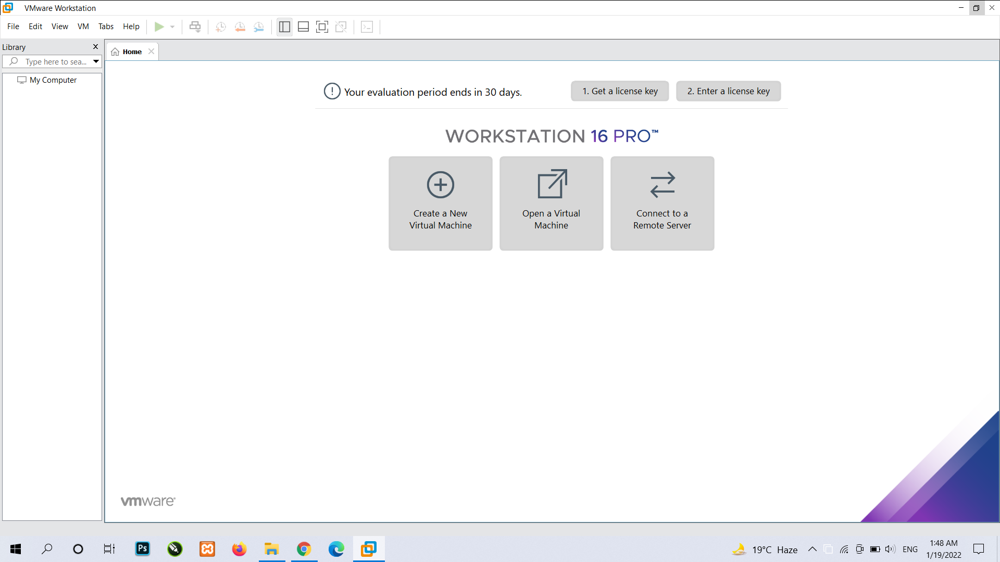 VMware Workstation
File Edit View VM Tabs Help
Library
Type here to sea...
My Computer
Home
Your evaluation period ends in 30 days.
1. Get a license key
2. Enter a license key
WORKSTATION 16 PRO™
Create a New
Virtual Machine
Open a Virtual
Machine
Connect to a
Remote Server
vmware
Ps
19°C Haze
ENG
1:48 AM
1/19/2022